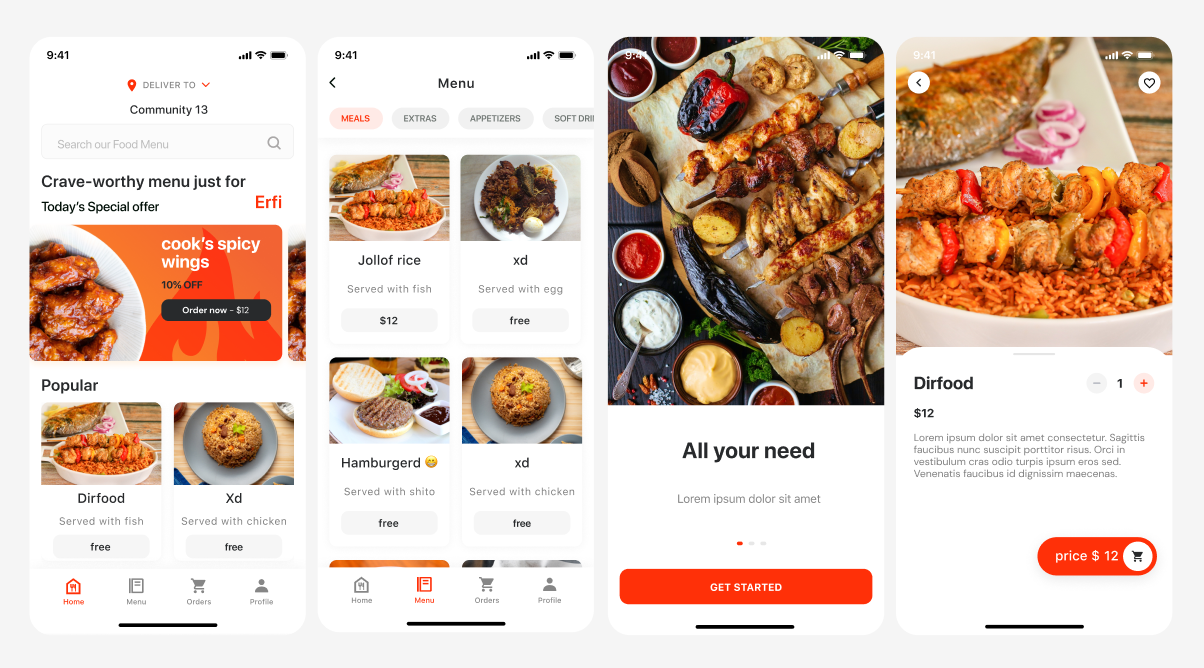 9:41
DELIVER TO
Community 13
Search our Food Menu
Crave-worthy menu just for
Today's Special offer
Erfi
cook's spicy
wings
10% OFF
Order now - $12
Popular
Dirfood
Served with fish
free
Xd
Served with chicken
free
Home
Menu
Orders
Profile
9:41
Menu
MEALS
EXTRAS
APPETIZERS
SOFT DRI
Jollof rice
Served with fish
$12
xd
Served with egg
free
Hamburgerd 😁
Served with shito
free
xd
Served with chicken
free
Home
Menu
Orders
Profile
9:41
All your need
Lorem ipsum dolor sit amet
GET STARTED
9:41
Dirfood
1
$12
Lorem ipsum dolor sit amet consectetur. Sagittis
faucibus nunc suscipit porttitor risus. Orci in
vestibulum cras odio turpis ipsum eros sed.
Venenatis faucibus id dignissim maecenas.
price $ 12